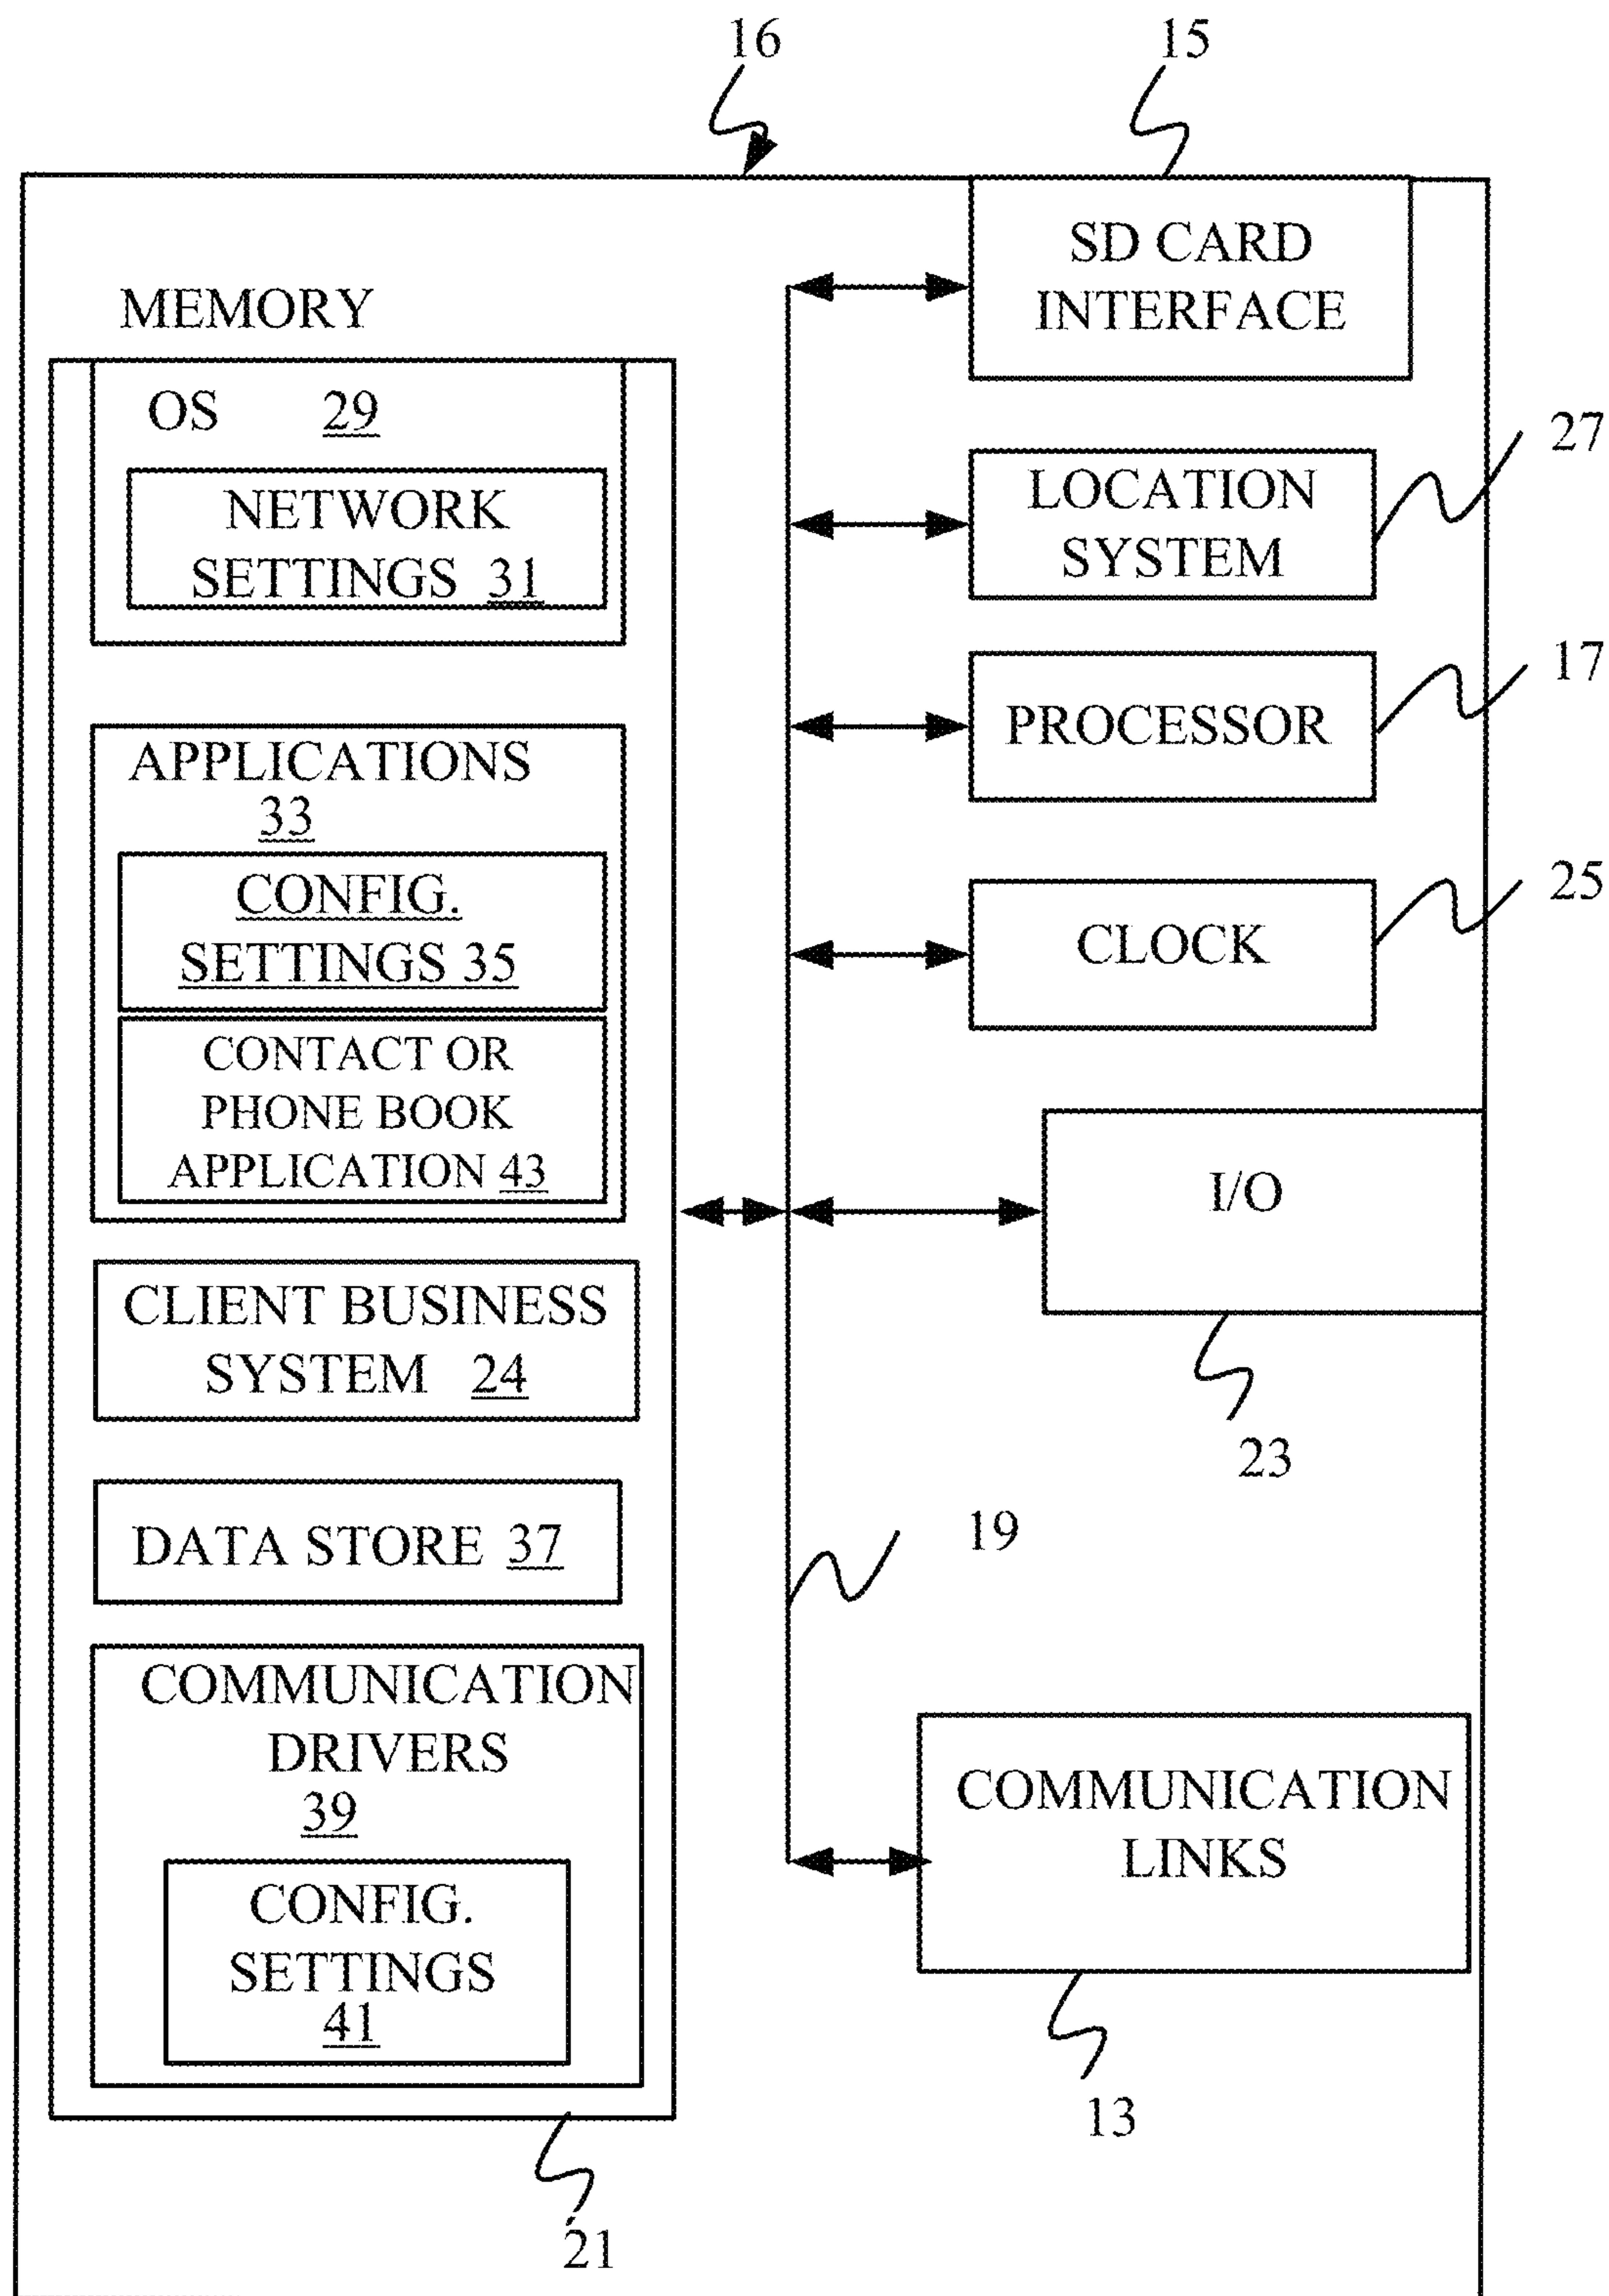 16
15
SD CARD
INTERFACE
MEMORY
OS 29
NETWORK
SETTINGS 31
27
LOCATION
SYSTEM
17
PROCESSOR
APPLICATIONS
33
CONFIG.
SETTINGS 35
25
CLOCK
CONTACT OR
PHONE BOOK
APPLICATION 43
I/O
23
CLIENT BUSINESS
SYSTEM 24
19
DATA STORE 37
COMMUNICATION
DRIVERS
39
CONFIG.
SETTINGS
41
COMMUNICATION
LINKS
13
21